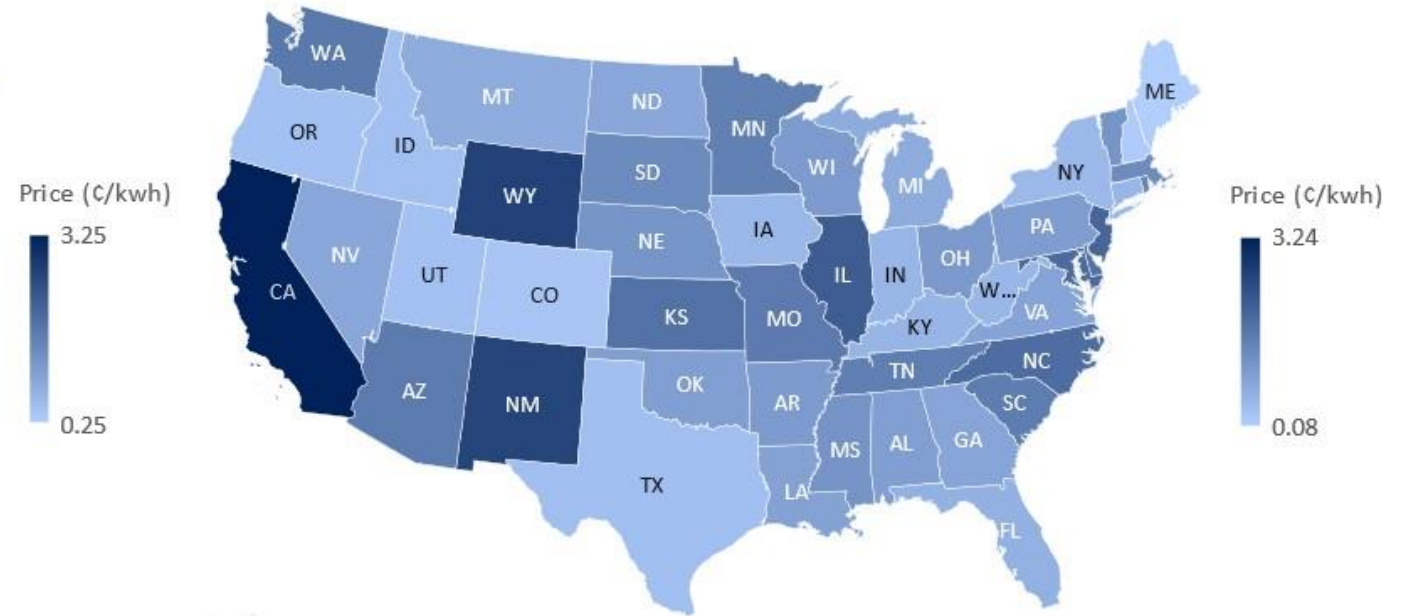 WA
ME
MT
ND
MN
OR
ID
WI
NY
SD
MI
Price (¢/kwh)
WY
Price (¢/kwh)
3.25
IA
PA
3.24
NE
NV
OH
UT
IL
IN
CO
CA
W...
VA
KS
MO
KY
NC
TN
AZ
OK
NM
AR
SC
0.25
MS
AL
GA
0.08
TX
LA
FL